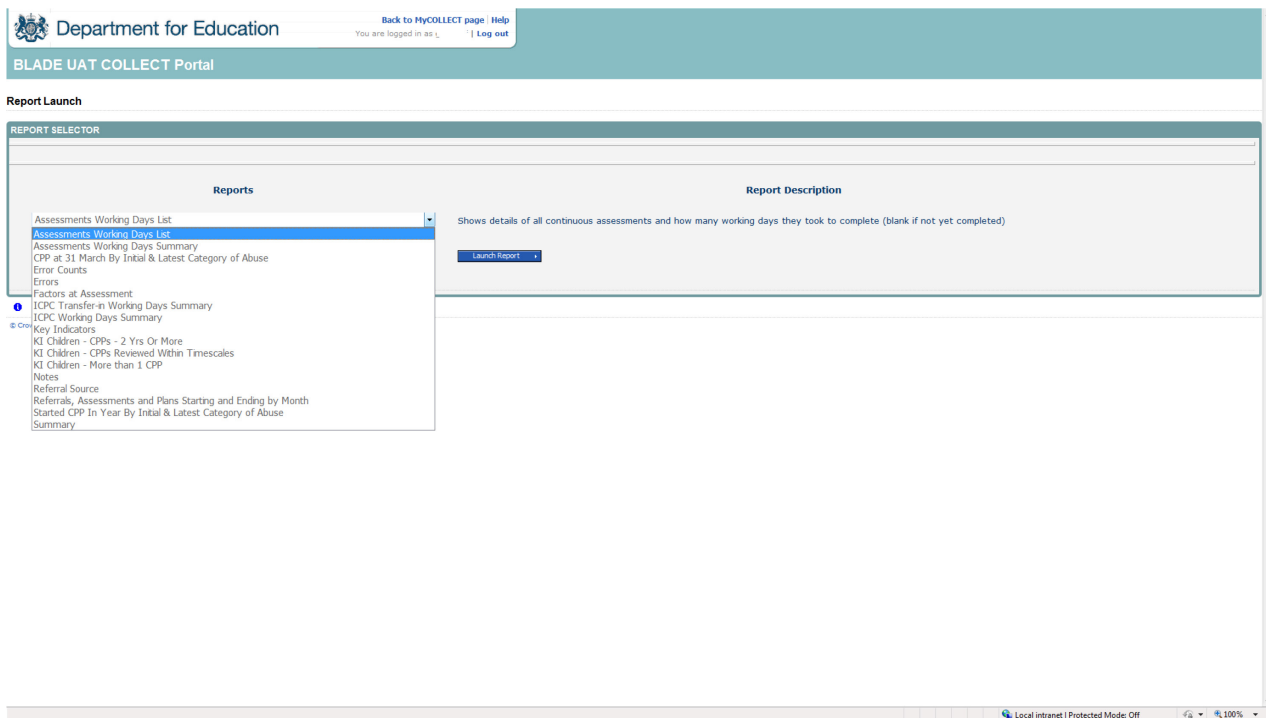 Department for Education
Back to MyCOLLECT page | Help
You are logged in as | Log out
BLADE UAT COLLECT Portal
Report Launch
REPORT SELECTOR
Reports
Report Description
Assessments Working Days List
Shows details of all continuous assessments and how many working days they took to complete (blank if not yet completed)
Launch Report
Assessments Working Days List
Assessments Working Days Summary
CPP at 31 March By Initial & Latest Category of Abuse
Error Counts
Errors
Factors at Assessment
ICPC Transfer-in Working Days Summary
ICPC Working Days Summary
Key Indicators
KI Children - CPPs - 2 Yrs Or More
KI Children - CPPs Reviewed Within Timescales
KI Children - More than 1 CPP
Notes
Referral Source
Referrals, Assessments and Plans Starting and Ending by Month
Started CPP In Year By Initial & Latest Category of Abuse
Summary
©
Local intranet | Protected Mode: Off
100%